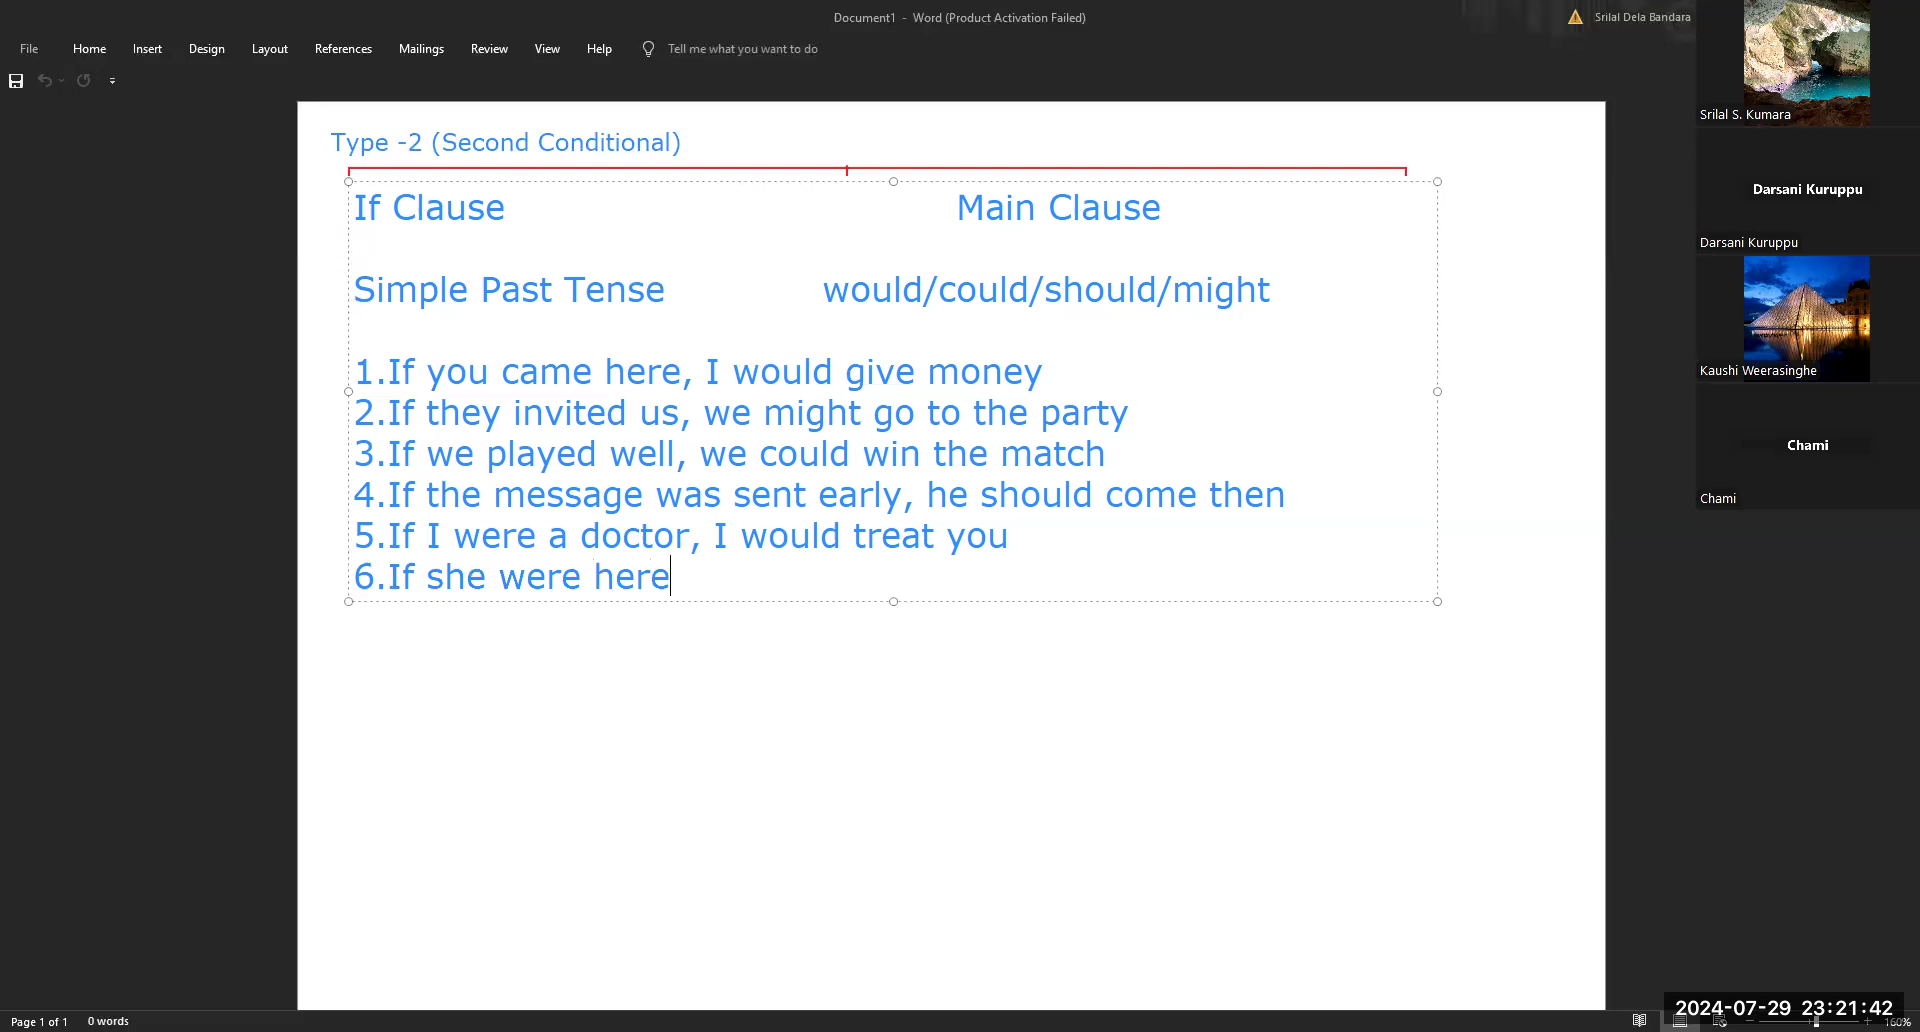 Document1 - Word (Product Activation Failed)
Srilal Dela Bandara
File Home Insert Design Layout References Mailings Review View Help Tell me what you want to do
Srilal S. Kumara
Type -2 (Second Conditional)
If Clause Main Clause
Simple Past Tense would/could/should/might
1.If you came here, I would give money
2.If they invited us, we might go to the party
3.If we played well, we could win the match
4.If the message was sent early, he should come then
5.If I were a doctor, I would treat you
6.If she were here
Darsani Kuruppu
Darsani Kuruppu
Kaushi Weerasinghe
Chami
Chami
2024-07-29 23:21:42
Page 1 of 1 0 words
160%